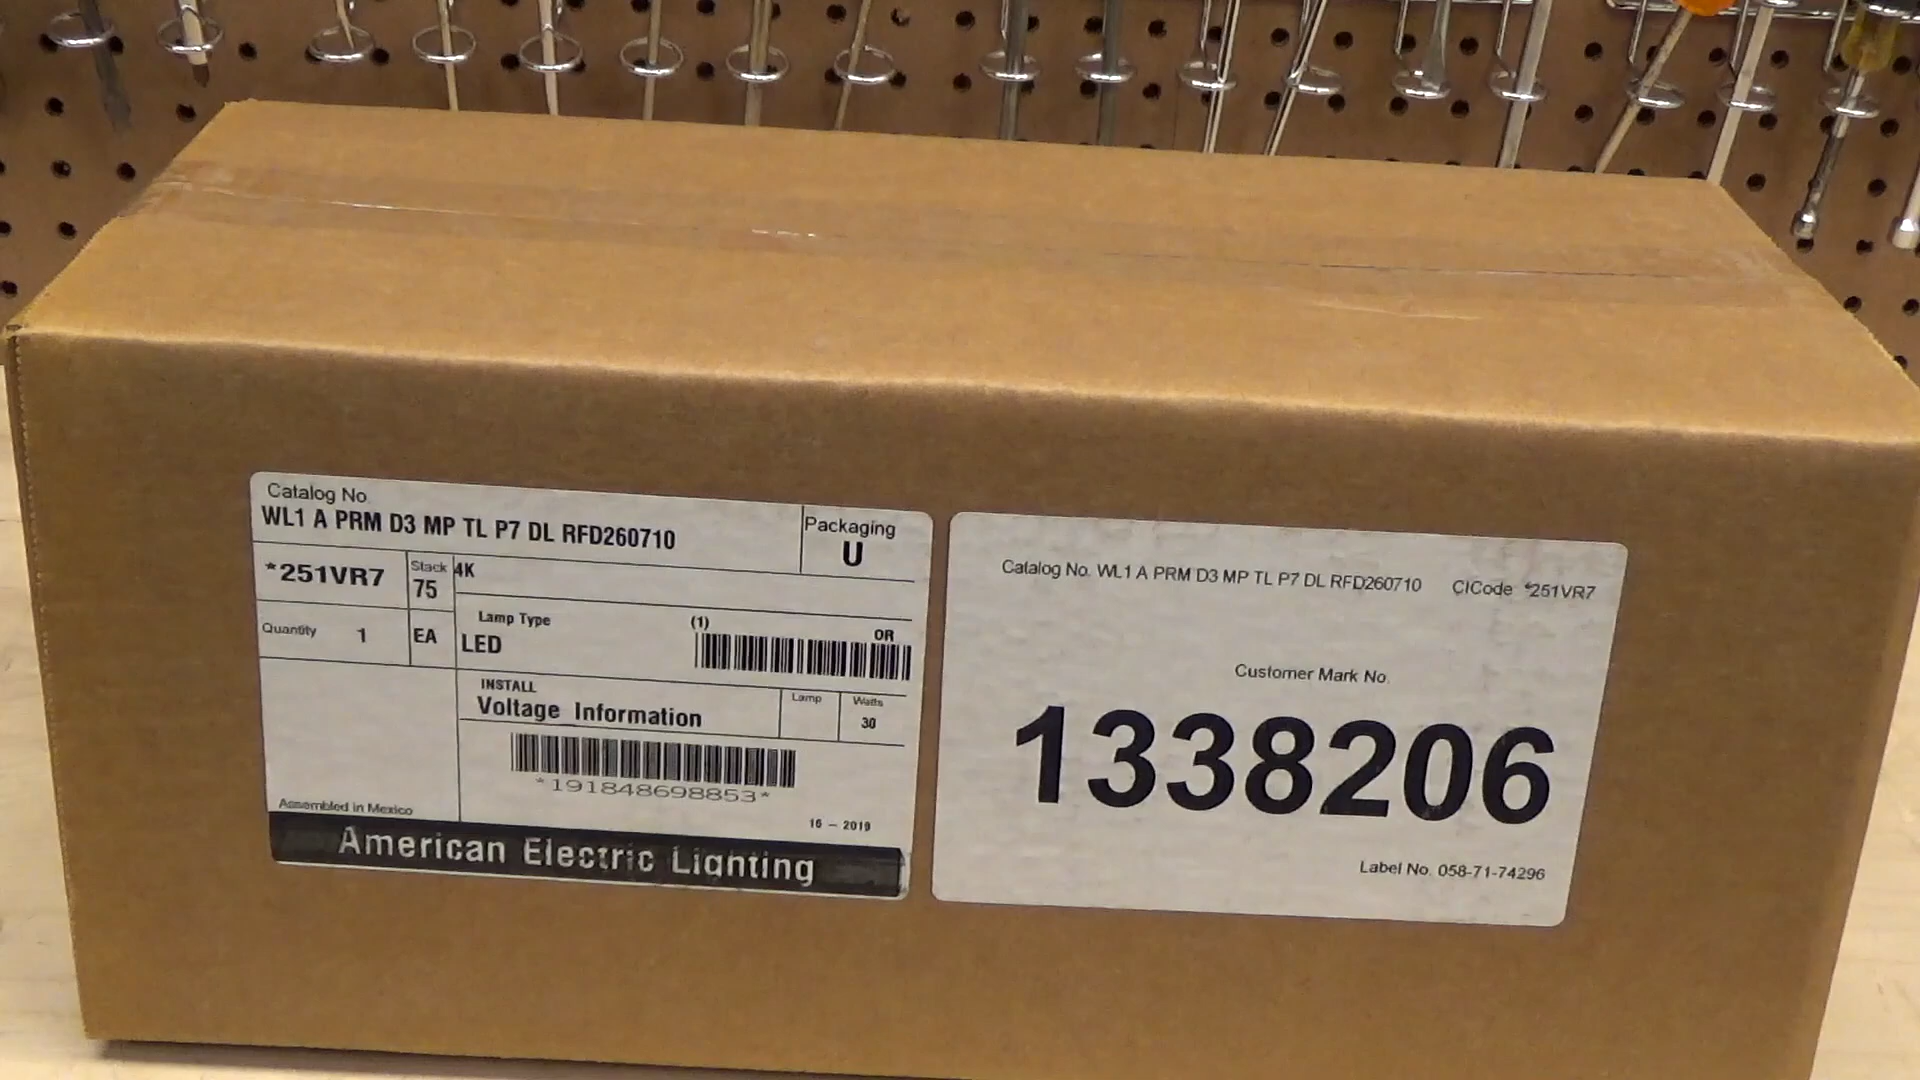 Catalog No.
WL1 A PRM D3 MP TL P7 DL RFD260710
Packaging
U
*251VR7
Stack
75
4K
Quantity 1
EA
Lamp Type
LED
(1)
OR
INSTALL
Voltage Information
Lamp
Watts
30
*191848698853*
Assembled in Mexico
16 - 2019
American Electric Lighting
Catalog No. WL1 A PRM D3 MP TL P7 DL RFD260710 CICode *251VR7
Customer Mark No.
1338206
Label No. 058-71-74296